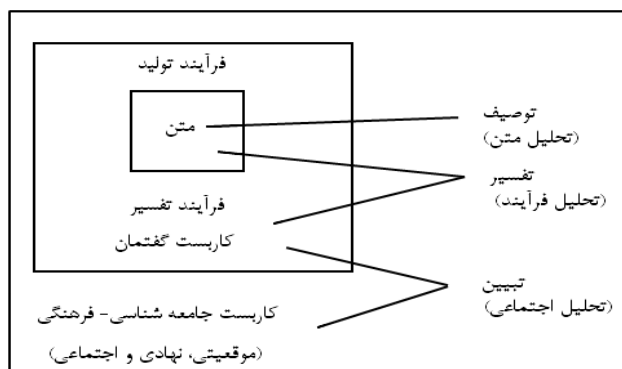 فرآیند تولید
متن
توصیف
(تحلیل متن)
تفسیر
(تحلیل فرآیند)
فرآیند تفسیر
کاربست گفتمان
تبیین
(تحلیل اجتماعی)
کاربست جامعه شناسی- فرهنگی
(موقعیتی، نهادی و اجتماعی)